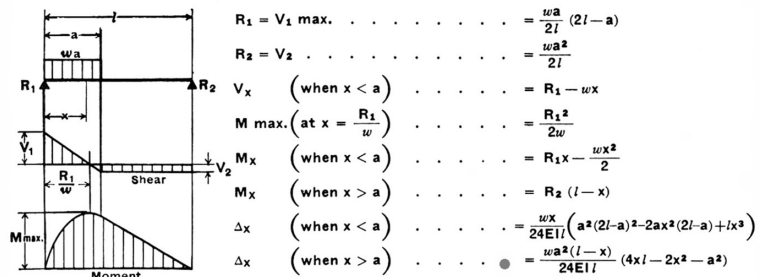 l
a
wa
R₁
R₂
x
V₁
V₂
R₁/w
Shear
M max.
Moment
R₁ = V₁ max. . . . . . . . . = wa/2l (2l − a)
R₂ = V₂ . . . . . . . . . = wa²/2l
Vₓ (when x < a) . . . . . = R₁ − wx
M max. (at x = R₁/w) . . . . . = R₁²/2w
Mₓ (when x < a) . . . . . = R₁x − wx²/2
Mₓ (when x > a) . . . . . = R₂ (l − x)
Δₓ (when x < a) . . . . . = wx/24EIl (a²(2l−a)²−2ax²(2l−a)+lx³)
Δₓ (when x > a) . . . . = wa²(l−x)/24EIl (4xl − 2x² − a²)